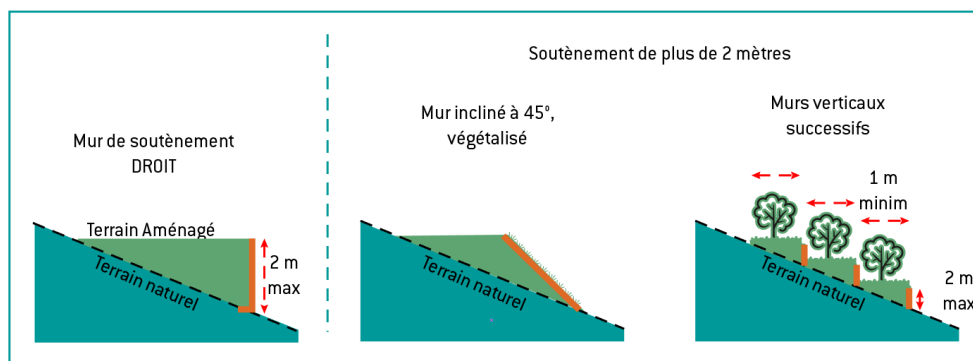 Soutènement de plus de 2 mètres
Mur de soutènement
DROIT
Terrain Aménagé
Terrain naturel
2 m
max
Mur incliné à 45°,
végétalisé
Terrain naturel
Murs verticaux
successifs
1 m
minim
Terrain naturel
2 m
max